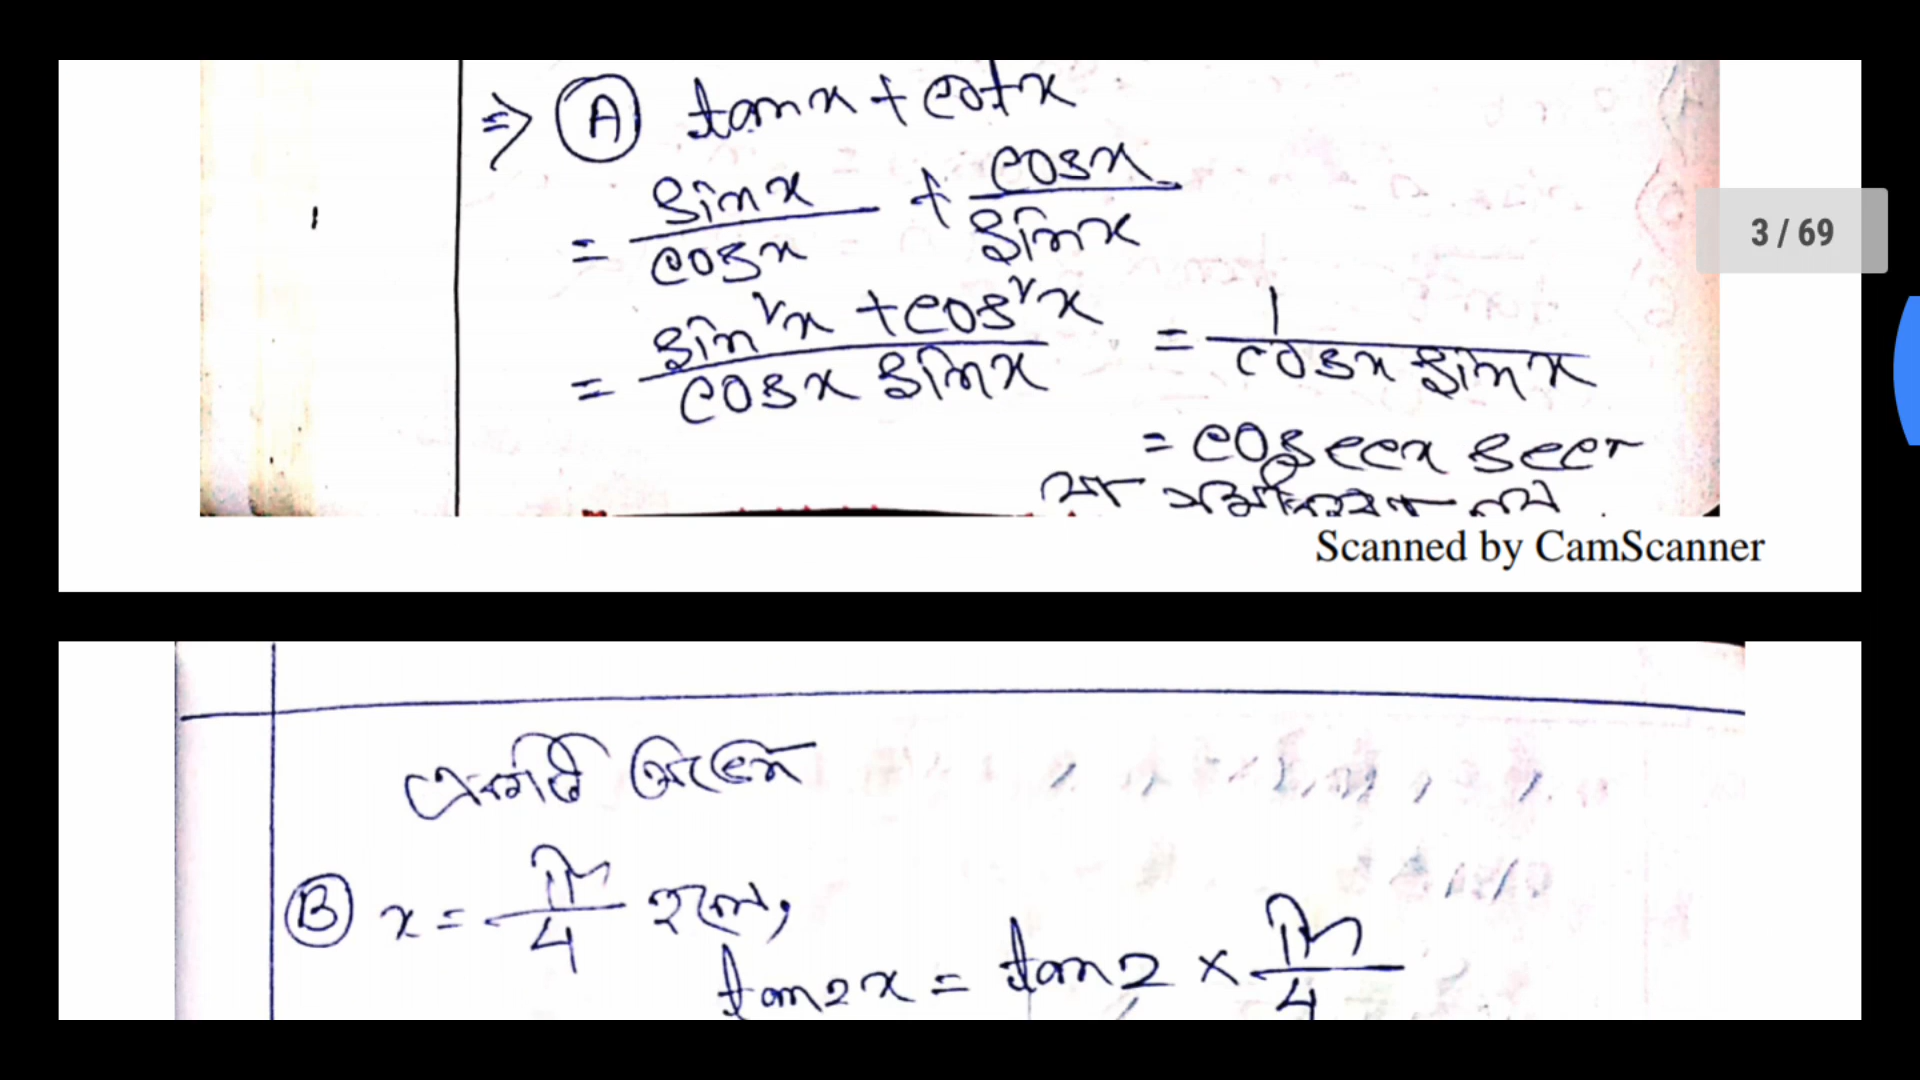 ⇒ Ⓐ tanx + cotx
= sinx/cosx + cosx/sinx
= sin²x + cos²x / cosx sinx = 1 / cosx sinx
= cosecx secx
3 / 69
Scanned by CamScanner
Ⓑ x = π/4 হলে,
tan2x = tan2 × π/4